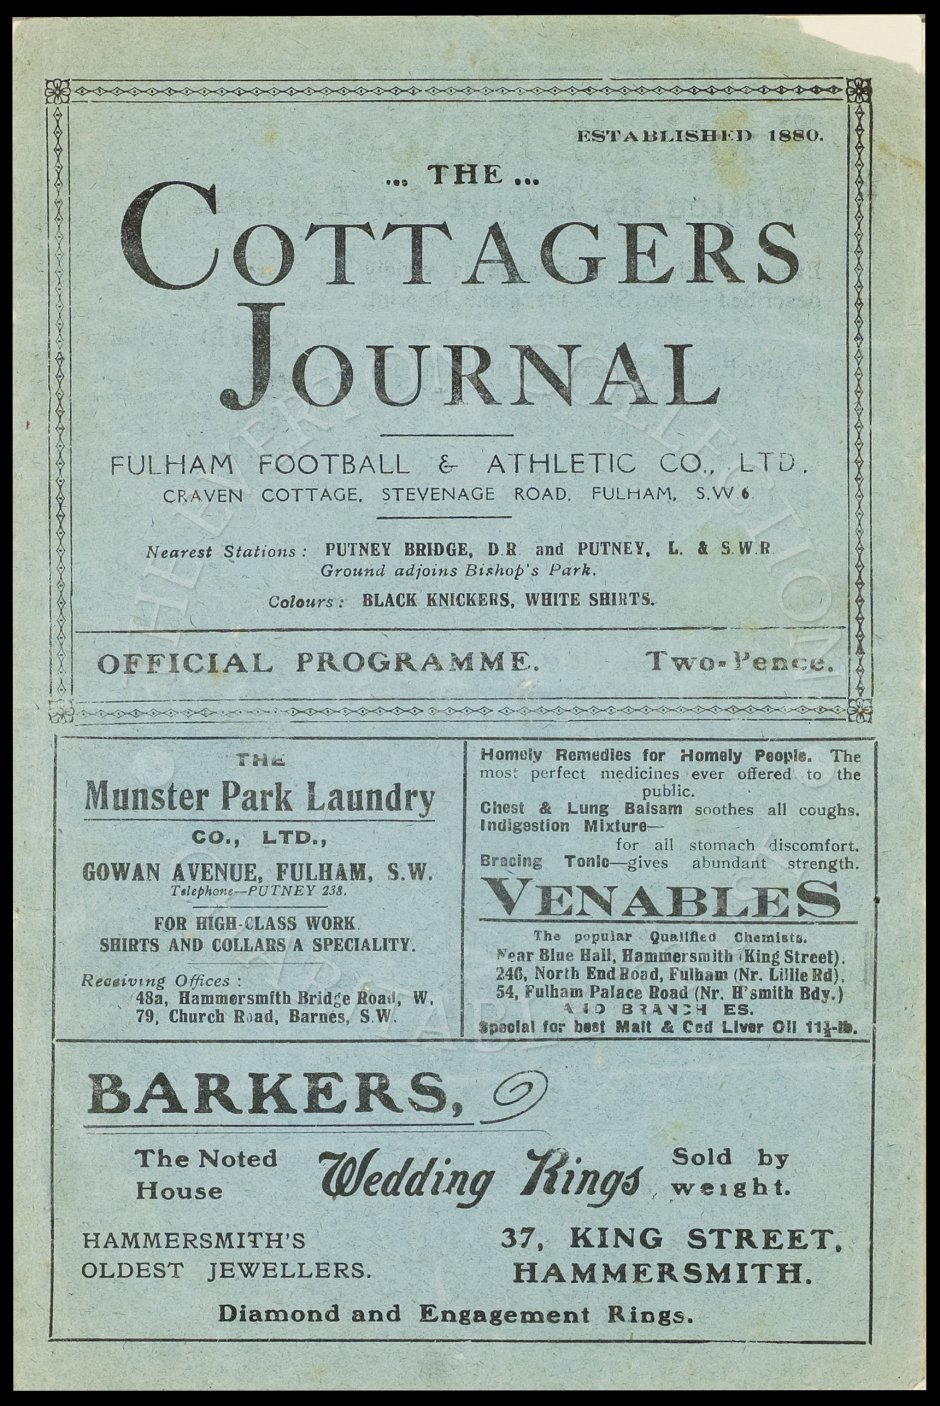 ESTABLISHED 1880.
... THE ...
COTTAGERS
JOURNAL
FULHAM FOOTBALL & ATHLETIC CO., LTD.
CRAVEN COTTAGE, STEVENAGE ROAD, FULHAM, S.W.6.
Nearest Stations: PUTNEY BRIDGE, D.R. and PUTNEY, L. & S.W.R.
Ground adjoins Bishop's Park.
Colours: BLACK KNICKERS, WHITE SHIRTS.
OFFICIAL PROGRAMME. Two-Pence.
THE
Munster Park Laundry
CO., LTD.,
GOWAN AVENUE, FULHAM, S.W.
Telephone—PUTNEY 238.
FOR HIGH-CLASS WORK.
SHIRTS AND COLLARS A SPECIALITY.
Receiving Offices:
48a, Hammersmith Bridge Road, W.
79, Church Road, Barnes, S.W.
Homely Remedies for Homely People. The
most perfect medicines ever offered to the
public.
Chest & Lung Balsam soothes all coughs.
Indigestion Mixture—
for all stomach discomfort.
Bracing Tonic—gives abundant strength.
VENABLES
The popular Qualified Chemists.
Near Blue Hall, Hammersmith (King Street).
246, North End Road, Fulham (Nr. Lillie Rd).
54, Fulham Palace Road (Nr. H'smith Bdy.)
AND BRANCHES.
Special for best Malt & Cod Liver Oil 11½-lb.
BARKERS,
The Noted
House
Wedding Rings
Sold by
weight.
HAMMERSMITH'S
OLDEST JEWELLERS.
37, KING STREET,
HAMMERSMITH.
Diamond and Engagement Rings.
THE EVERTON COLLECTION
CHARITABLE